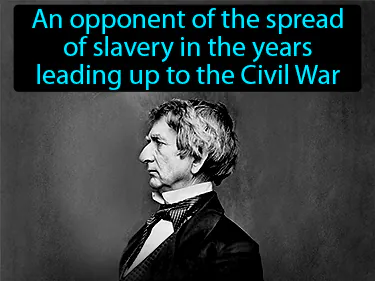 An opponent of the spread
of slavery in the years
leading up to the Civil War